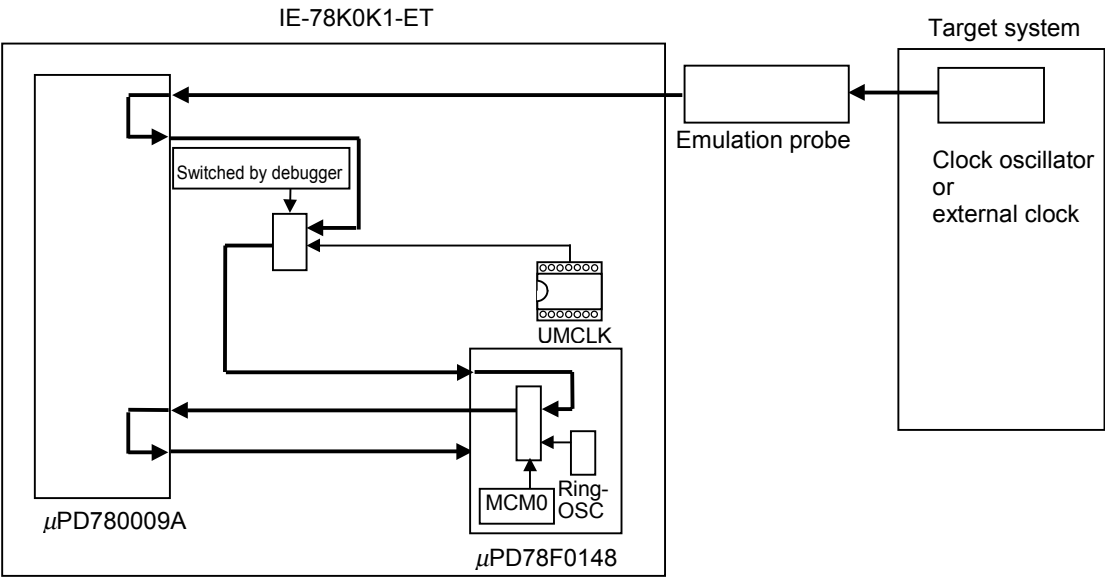 IE-78K0K1-ET
Target system
Emulation probe
Switched by debugger
Clock oscillator
or
external clock
UMCLK
MCM0
Ring-
OSC
μPD780009A
μPD78F0148